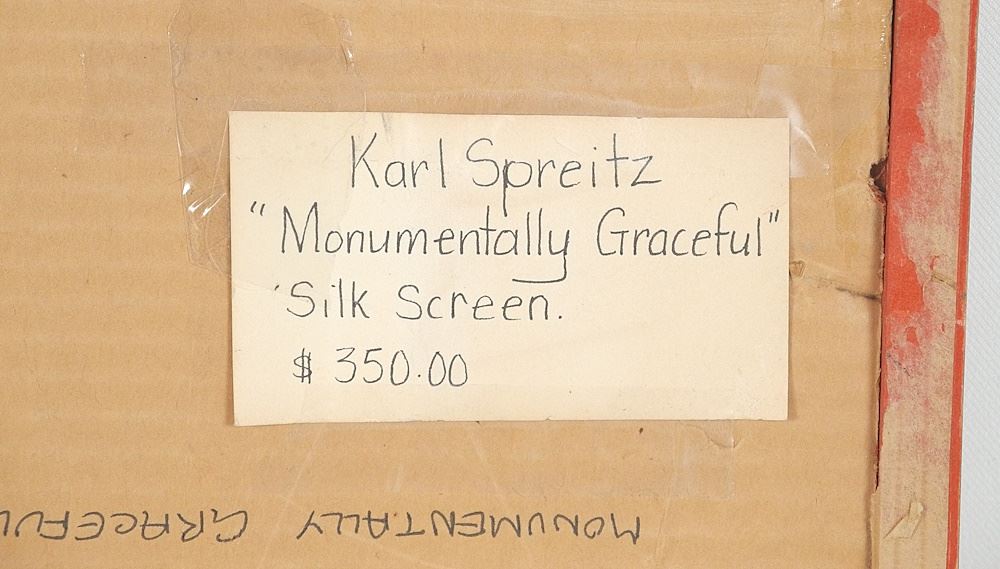 Karl Spreitz
"Monumentally Graceful"
Silk Screen.
$ 350.00
MONUMENTALLY GRACEFUL